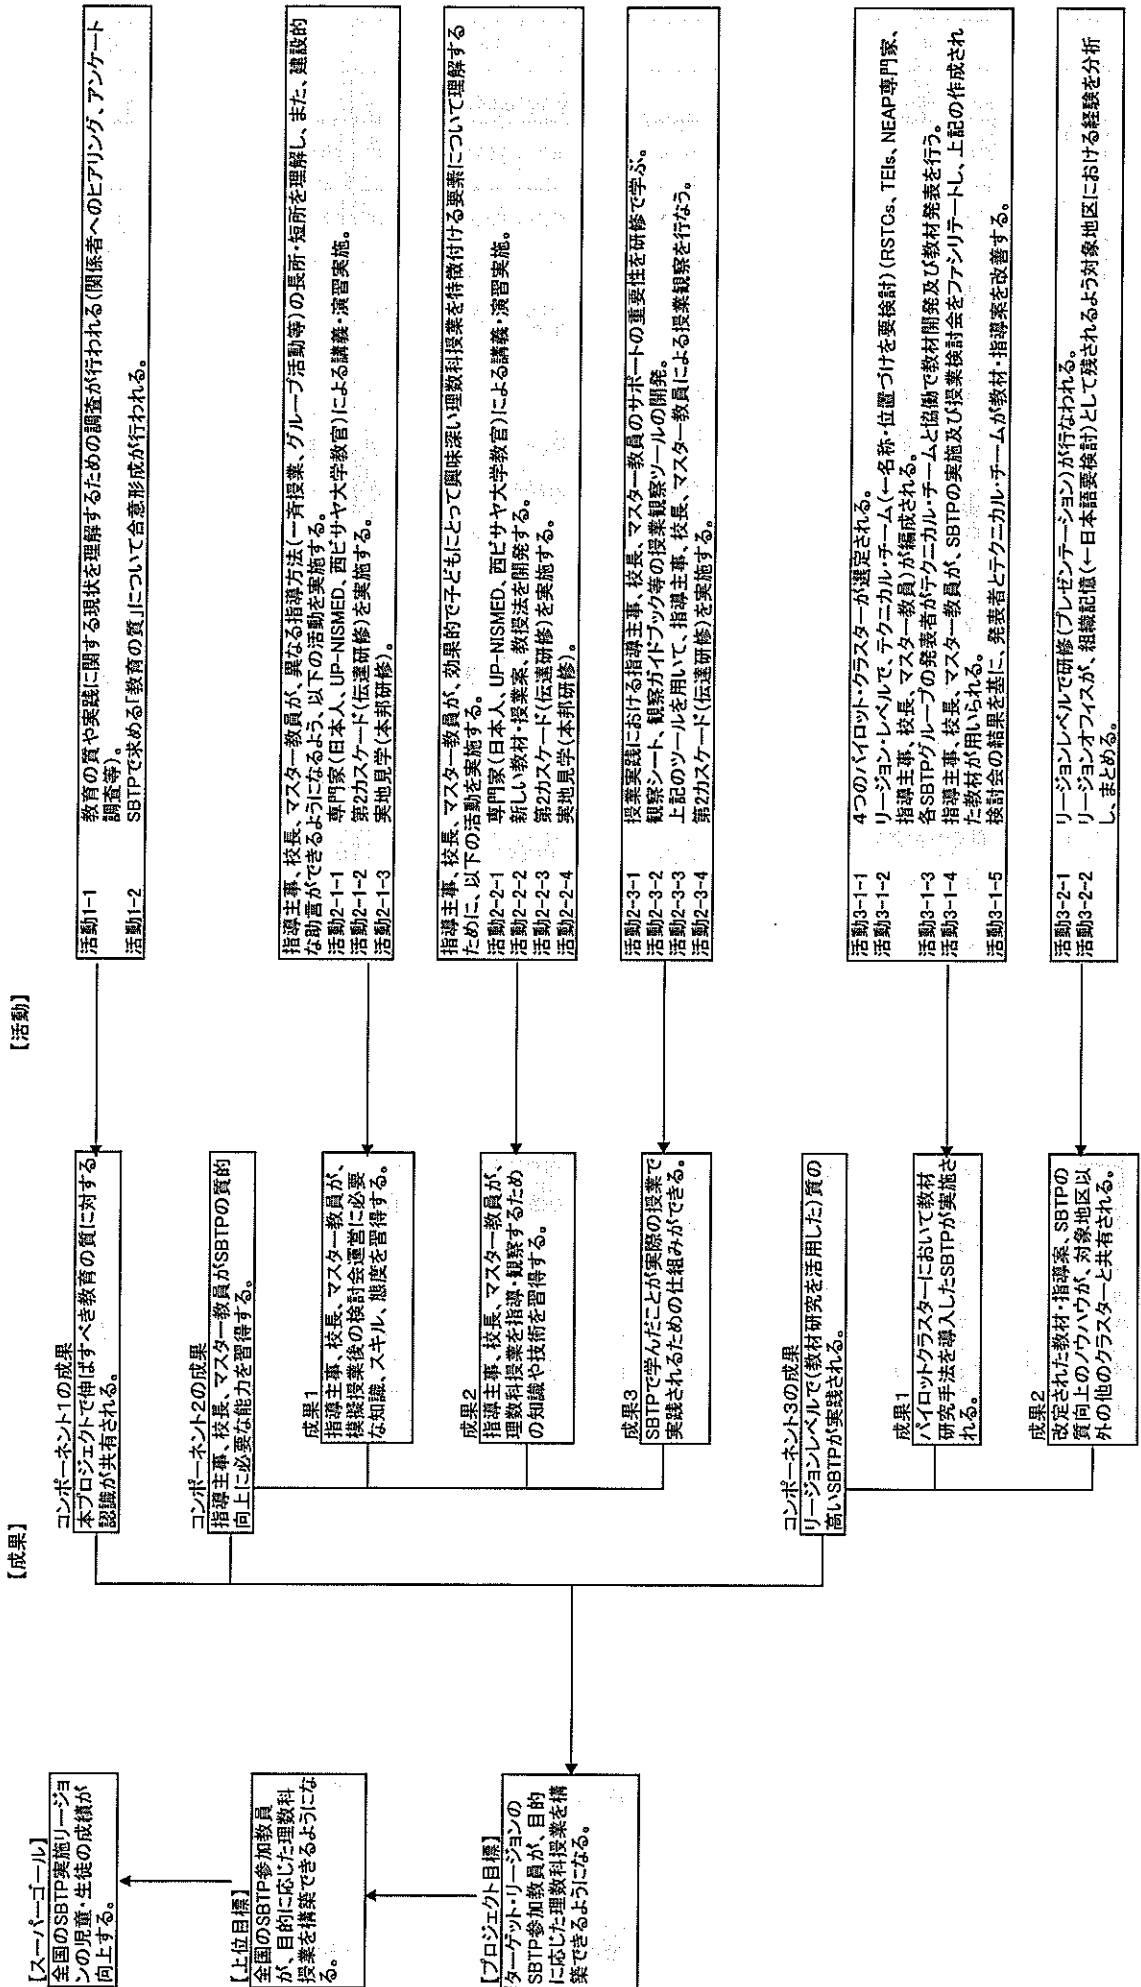 【スーパーゴール】
全国のSBTP実施リージョ
ンの児童・生徒の成績が
向上する。
【上位目標】
全国のSBTP参加教員
が、目的に応じた理数科
授業を構築できるようにな
る。
【プロジェクト目標】
ターゲット・リージョンの
SBTP参加教員が、目的
に応じた理数科授業を構
築できるようになる。
【成果】
コンポーネント1の成果
本プロジェクトで伸ばすべき教育の質に対する
認識が共有される。
コンポーネント2の成果
指導主事、校長、マスター教員がSBTPの質的
向上に必要な能力を習得する。
成果1
指導主事、校長、マスター教員が、
模擬授業後の検討会運営に必要
な知識、スキル、態度を習得する。
成果2
指導主事、校長、マスター教員が、
理数科授業を指導・観察するため
の知識や技術を習得する。
成果3
SBTPで学んだことが実際の授業で
実践されるための仕組みができる。
コンポーネント3の成果
リージョンレベルで(教材研究を活用した)質の
高いSBTPが実践される。
成果1
パイロットクラスターにおいて教材
研究手法を導入したSBTPが実施さ
れる。
成果2
改定された教材・指導案、SBTPの
質向上のノウハウが、対象地区以
外の他のクラスターと共有される。
【活動】
活動1-1 教育の質や実践に関する現状を理解するための調査が行われる(関係者へのヒアリング、アンケート
調査等)。
活動1-2 SBTPで求める「教育の質」について合意形成が行われる。
指導主事、校長、マスター教員が、異なる指導方法(一斉授業、グループ活動等)の長所・短所を理解し、また、建設的
な助言ができるようになるよう、以下の活動を実施する。
活動2-1-1 専門家(日本人、UP-NISMED、西ビサヤ大学教官)による講義・演習実施。
活動2-1-2 第2カスケード(伝達研修)を実施する。
活動2-1-3 実地見学(本邦研修)。
指導主事、校長、マスター教員が、効果的で子どもにとって興味深い理数科授業を特徴付ける要素について理解する
ために、以下の活動を実施する。
活動2-2-1 専門家(日本人、UP-NISMED、西ビサヤ大学教官)による講義・演習実施。
活動2-2-2 新しい教材・授業案、教授法を開発する。
活動2-2-3 第2カスケード(伝達研修)を実施する。
活動2-2-4 実地見学(本邦研修)。
活動2-3-1 授業実践における指導主事、校長、マスター教員のサポートの重要性を研修で学ぶ。
活動2-3-2 観察シート、観察ガイドブック等の授業観察ツールの開発。
活動2-3-3 上記のツールを用いて、指導主事、校長、マスター教員による授業観察を行なう。
活動2-3-4 第2カスケード(伝達研修)を実施する。
活動3-1-1 4つのパイロット・クラスターが選定される。
活動3-1-2 リージョン・レベルで、テクニカル・チーム(←名称・位置づけを要検討)(RSTCs、TEIs、NEAP専門家、
指導主事、校長、マスター教員)が編成される。
活動3-1-3 各SBTPグループの発表者がテクニカル・チームと協働で教材開発及び教材発表を行う。
活動3-1-4 指導主事、校長、マスター教員が、SBTPの実施及び授業検討会をファシリテートし、上記の作成され
た教材が用いられる。
活動3-1-5 検討会の結果を基に、発表者とテクニカル・チームが教材・指導案を改善する。
活動3-2-1 リージョンレベルで研修(プレゼンテーション)が行なわれる。
活動3-2-2 リージョンオフィスが、組織記憶(←日本語要検討)として残されるよう対象地区における経験を分析
し、まとめる。